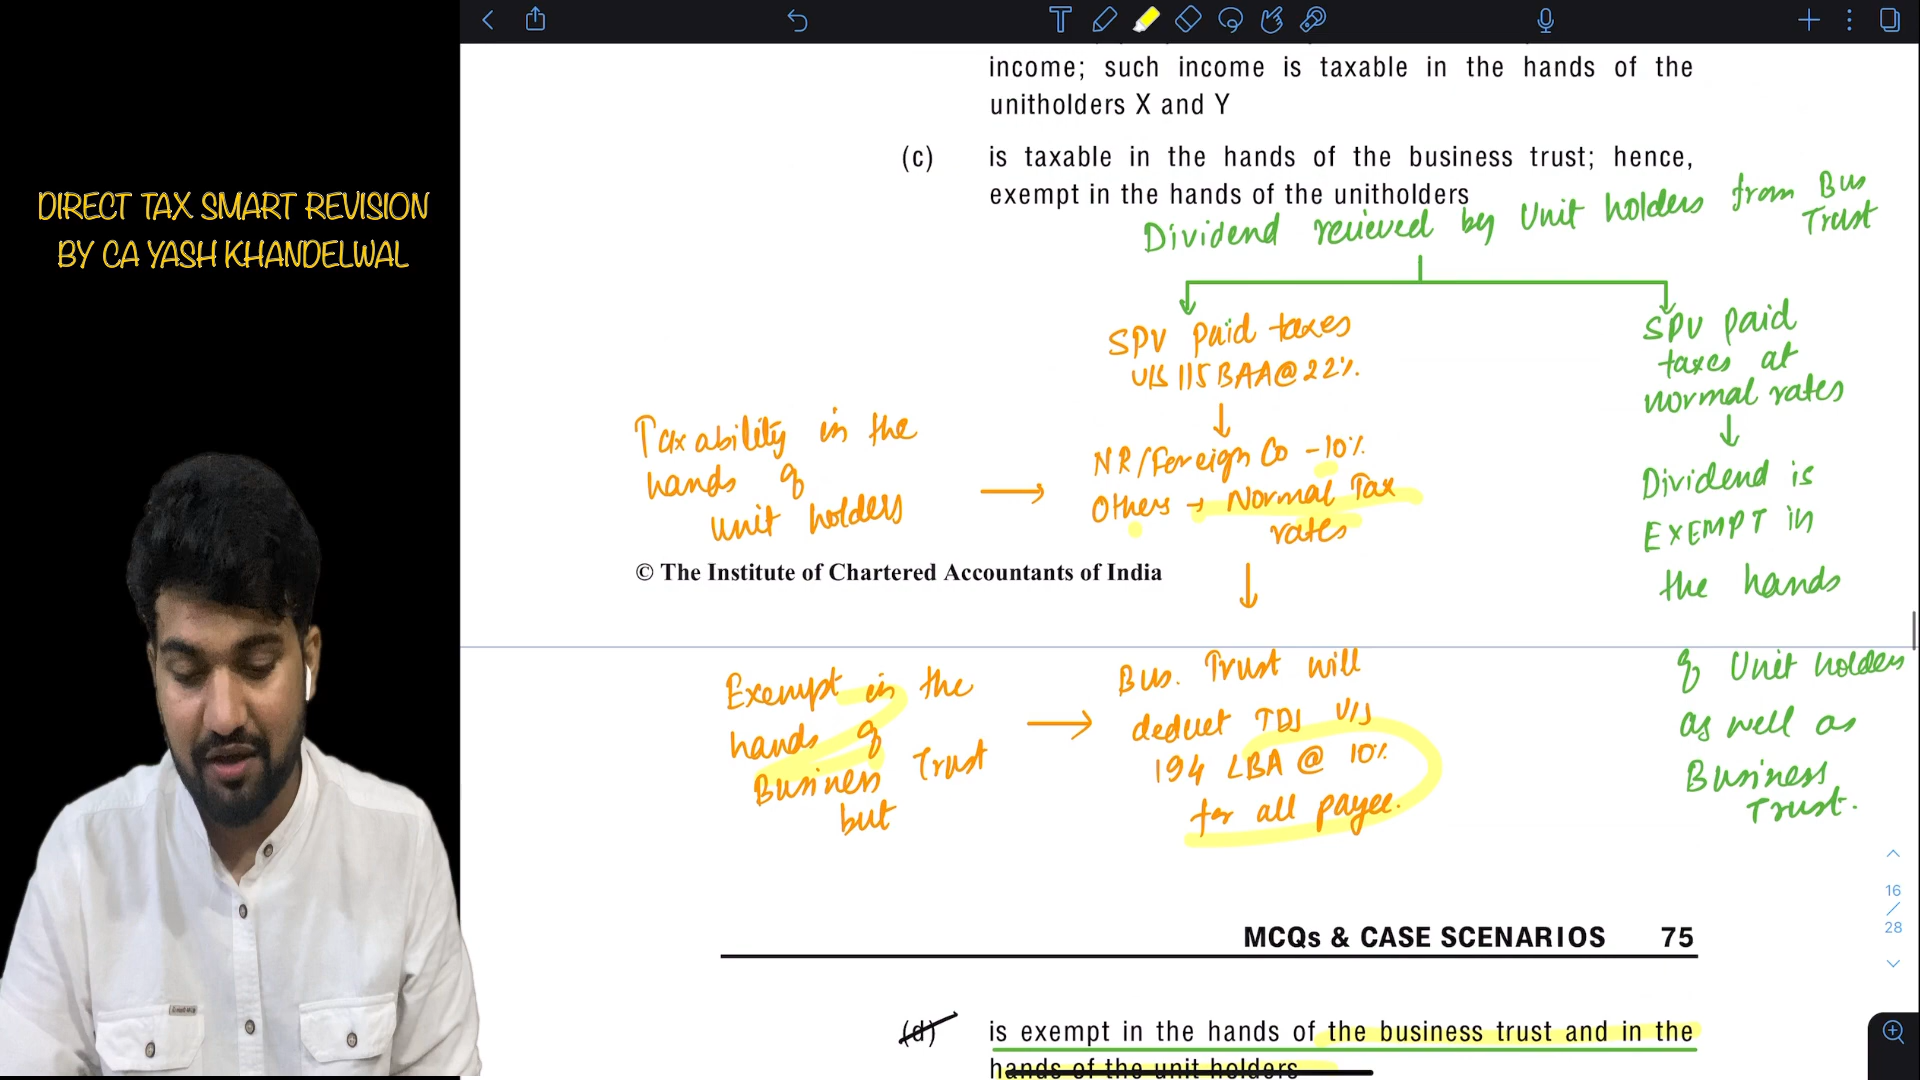 DIRECT TAX SMART REVISION
BY CA YASH KHANDELWAL
income; such income is taxable in the hands of the
unitholders X and Y
(c) is taxable in the hands of the business trust; hence,
exempt in the hands of the unitholders
Dividend recieved by Unit holders from Bus
Trust
SPV Paid taxes
U/S 115 BAA@22%.
SPV Paid
taxes at
normal rates
Taxability in the
hands of
unit holders
NR/Foreign Co -10%
Others → Normal Tax
rates
Dividend is
EXEMPT in
the hands
© The Institute of Chartered Accountants of India
Exempt in the
hands of
Business Trust
but
Bus. Trust will
deduct TDS U/S
194 LBA @ 10%
for all payee.
of Unit holders
as well as
Business
Trust.
16
/
28
MCQs & CASE SCENARIOS 75
(d) is exempt in the hands of the business trust and in the
hands of the unit holders